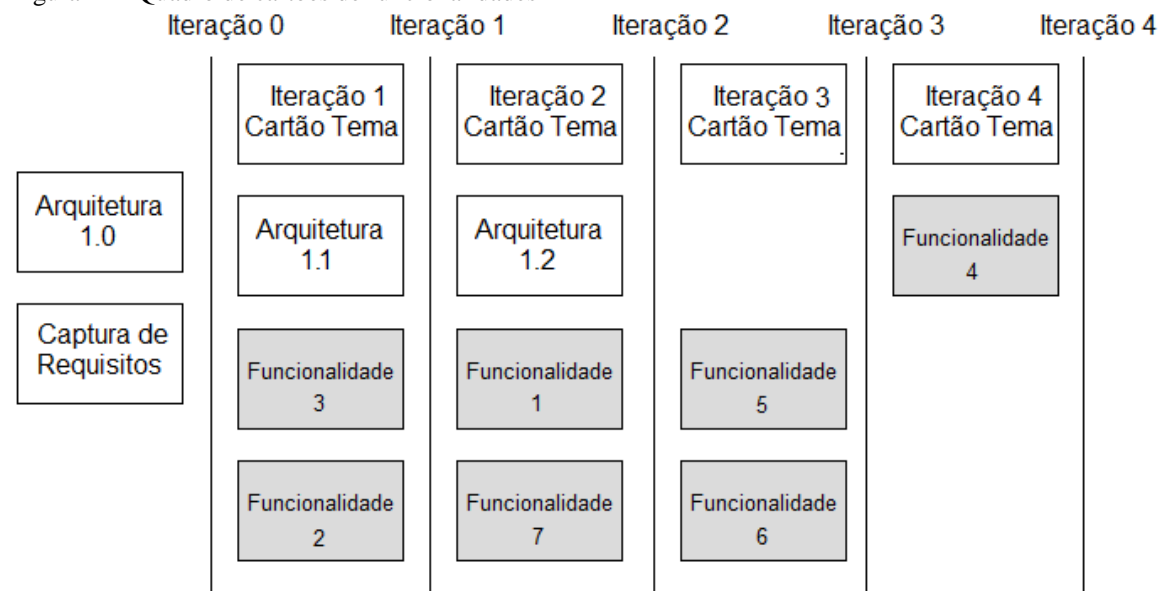 Iteração 0
Iteração 1
Iteração 2
Iteração 3
Iteração 4
Iteração 1
Cartão Tema
Iteração 2
Cartão Tema
Iteração 3
Cartão Tema
Iteração 4
Cartão Tema
Arquitetura
1.0
Arquitetura
1.1
Arquitetura
1.2
Funcionalidade
4
Captura de
Requisitos
Funcionalidade
3
Funcionalidade
1
Funcionalidade
5
Funcionalidade
2
Funcionalidade
7
Funcionalidade
6